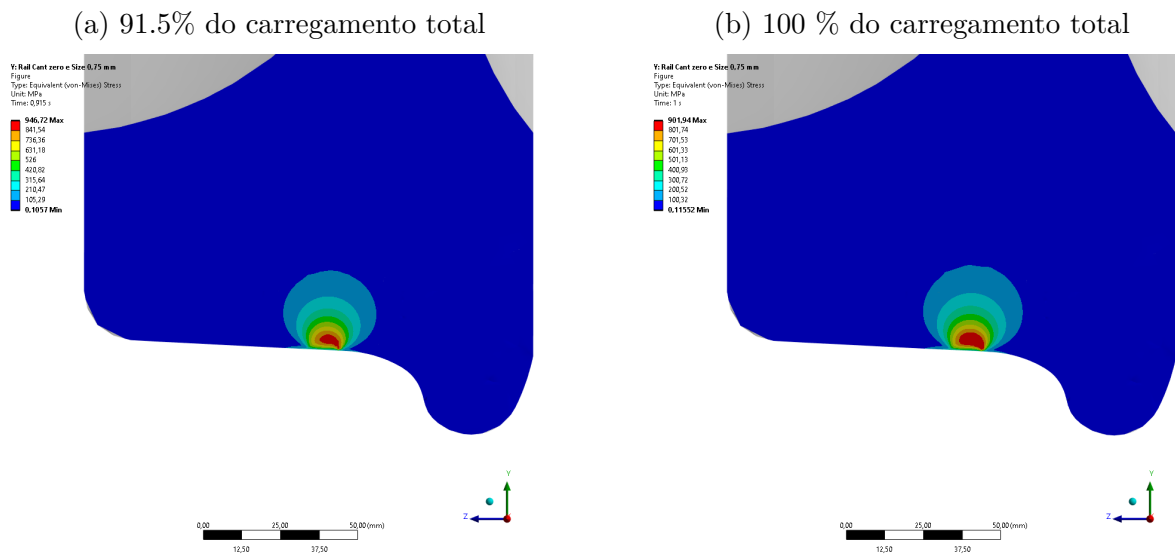 (a) 91.5% do carregamento total
Y: Rail Cant zero e Size 0,75 mm
Figure
Type: Equivalent (von-Mises) Stress
Unit: MPa
Time: 0,915 s
946,72 Max
841,54
736,36
631,18
526
420,82
315,64
210,47
105,29
0,1057 Min
Y
Z
0,00
25,00
50,00 (mm)
12,50
37,50
(b) 100 % do carregamento total
Y: Rail Cant zero e Size 0,75 mm
Figure
Type: Equivalent (von-Mises) Stress
Unit: MPa
Time: 1 s
901,94 Max
801,74
701,53
601,33
501,13
400,93
300,72
200,52
100,32
0,11552 Min
Y
Z
0,00
25,00
50,00 (mm)
12,50
37,50